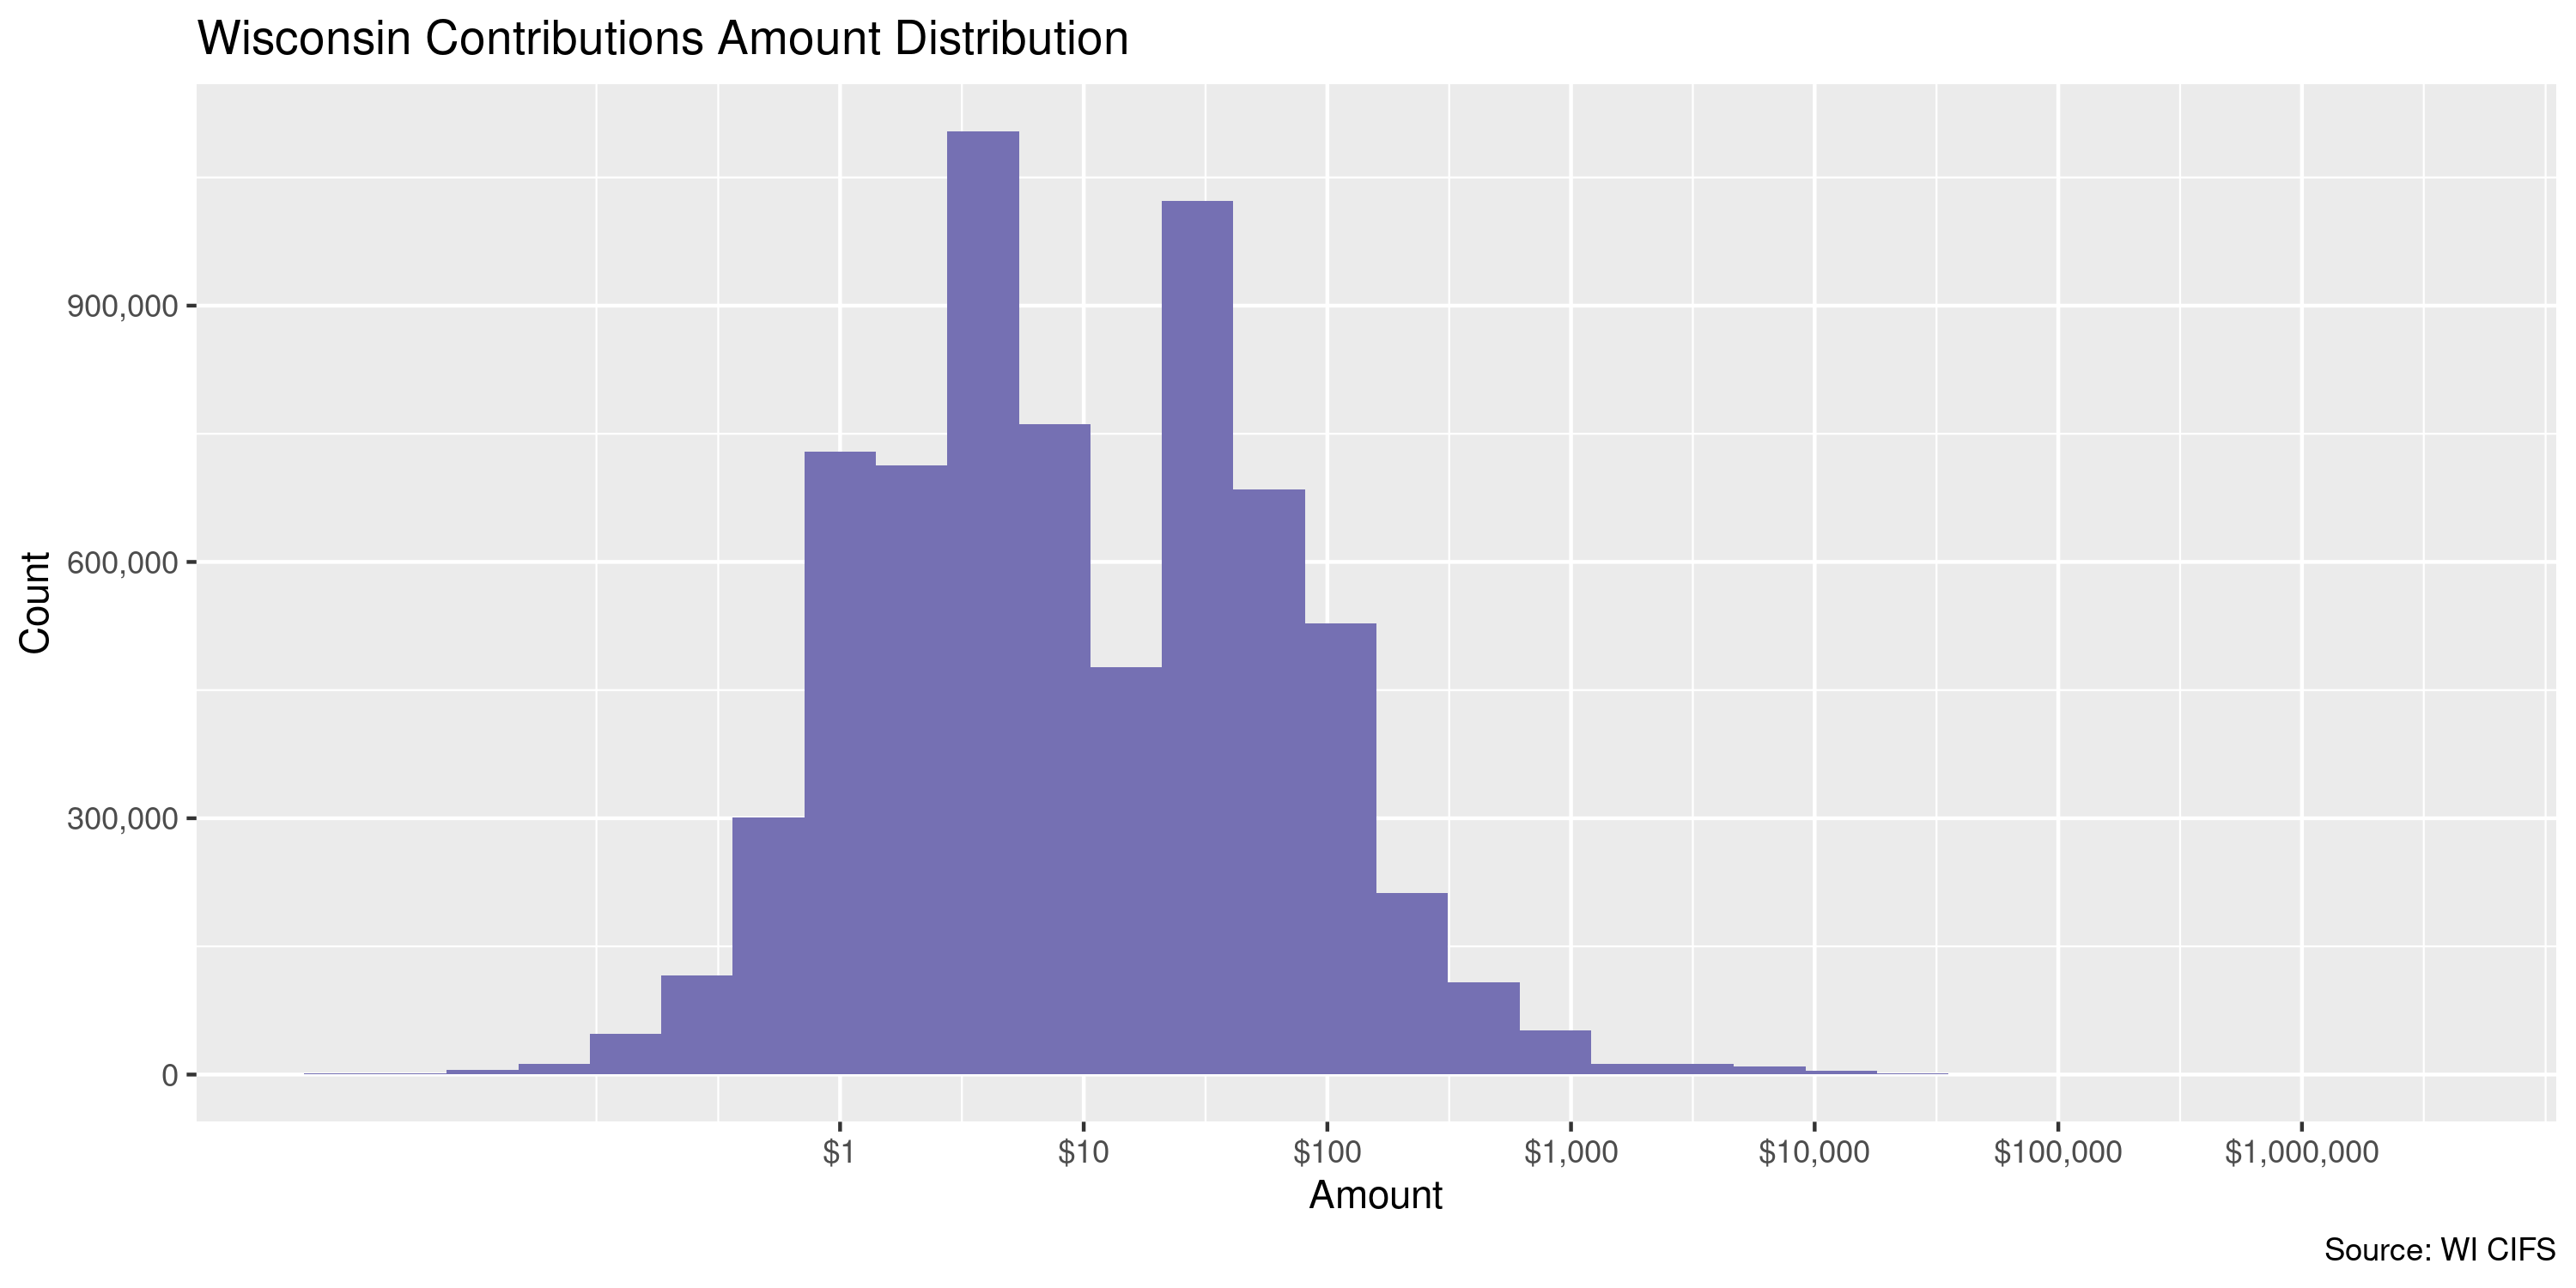 Wisconsin Contributions Amount Distribution
900,000
600,000
300,000
0
Count
$1 $10 $100 $1,000 $10,000 $100,000 $1,000,000
Amount
Source: WI CIFS